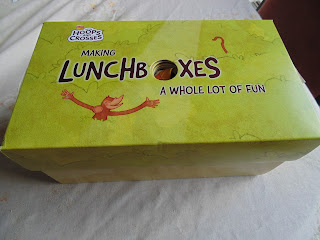 HOOPS
CROSSES
MAKING
LUNCHBOXES
A WHOLE LOT OF FUN